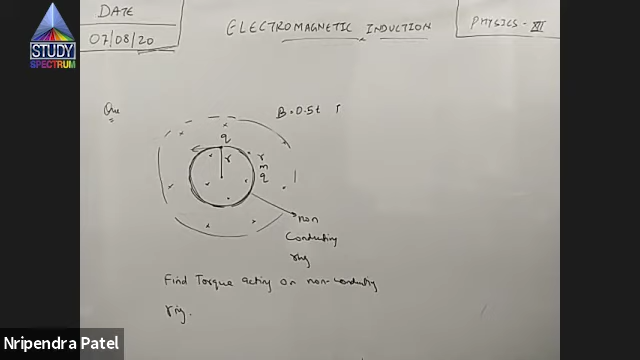 DATE
07/08/20
ELECTROMAGNETIC INDUCTION
PHYSICS - XII
STUDY
SPECTRUM
Que
B = 0.5t T
q
r
r
m
q
non
Conducting
ring
Find Torque acting on non-conducting
ring.
Nripendra Patel